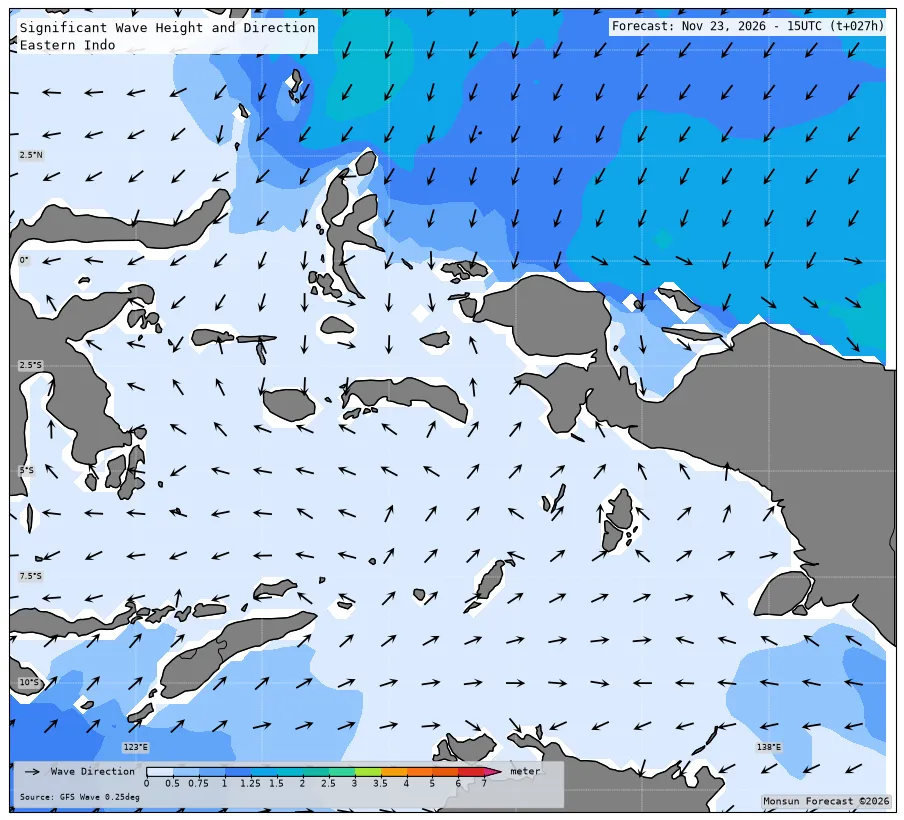 Significant Wave Height and Direction
Eastern Indo
Forecast: Nov 23, 2026 - 15UTC (t+027h)
2.5°N
0°
2.5°S
5°S
7.5°S
10°S
123°E
138°E
Wave Direction
meter
0 0.5 0.75 1 1.25 1.5 2 2.5 3 3.5 4 5 6 7
Source: GFS Wave 0.25deg
Monsun Forecast ©2026